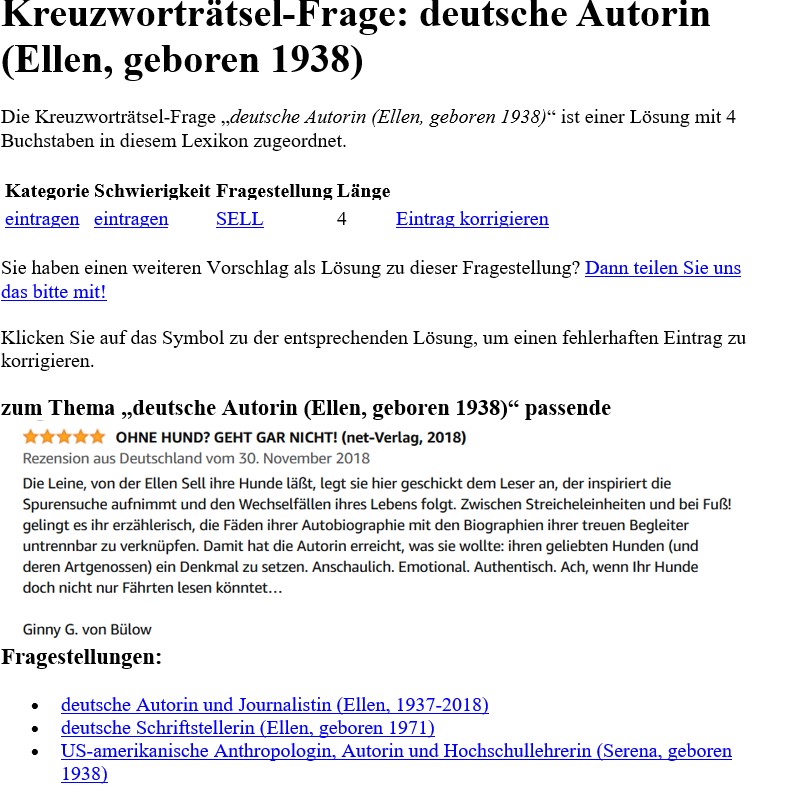 Kreuzworträtsel-Frage: deutsche Autorin
(Ellen, geboren 1938)
Die Kreuzworträtsel-Frage „deutsche Autorin (Ellen, geboren 1938)“ ist einer Lösung mit 4
Buchstaben in diesem Lexikon zugeordnet.
Kategorie Schwierigkeit Fragestellung Länge
eintragen eintragen SELL 4 Eintrag korrigieren
Sie haben einen weiteren Vorschlag als Lösung zu dieser Fragestellung? Dann teilen Sie uns
das bitte mit!
Klicken Sie auf das Symbol zu der entsprechenden Lösung, um einen fehlerhaften Eintrag zu
korrigieren.
zum Thema „deutsche Autorin (Ellen, geboren 1938)“ passende
OHNE HUND? GEHT GAR NICHT! (net-Verlag, 2018)
Rezension aus Deutschland vom 30. November 2018
Die Leine, von der Ellen Sell ihre Hunde läßt, legt sie hier geschickt dem Leser an, der inspiriert die
Spurensuche aufnimmt und den Wechselfällen ihres Lebens folgt. Zwischen Streicheleinheiten und bei Fuß!
gelingt es ihr erzählerisch, die Fäden ihrer Autobiographie mit den Biographien ihrer treuen Begleiter
untrennbar zu verknüpfen. Damit hat die Autorin erreicht, was sie wollte: ihren geliebten Hunden (und
deren Artgenossen) ein Denkmal zu setzen. Anschaulich. Emotional. Authentisch. Ach, wenn Ihr Hunde
doch nicht nur Fährten lesen könntet…
Ginny G. von Bülow
Fragestellungen:
• deutsche Autorin und Journalistin (Ellen, 1937-2018)
• deutsche Schriftstellerin (Ellen, geboren 1971)
• US-amerikanische Anthropologin, Autorin und Hochschullehrerin (Serena, geboren
1938)